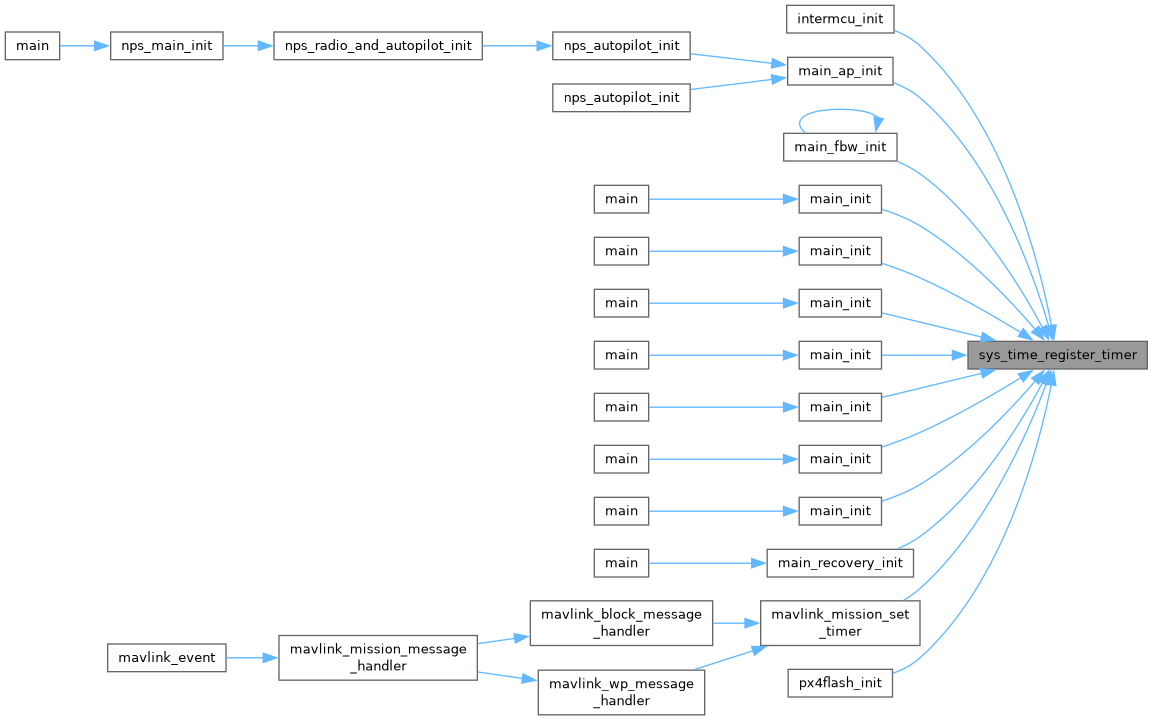 intermcu_init
main
nps_main_init
nps_radio_and_autopilot_init
nps_autopilot_init
main_ap_init
nps_autopilot_init
main_fbw_init
main
main_init
main
main_init
main
main_init
main
main_init
sys_time_register_timer
main
main_init
main
main_init
main
main_init
main
main_recovery_init
mavlink_block_message
_handler
mavlink_mission_set
_timer
mavlink_event
mavlink_mission_message
_handler
mavlink_wp_message
_handler
px4flash_init